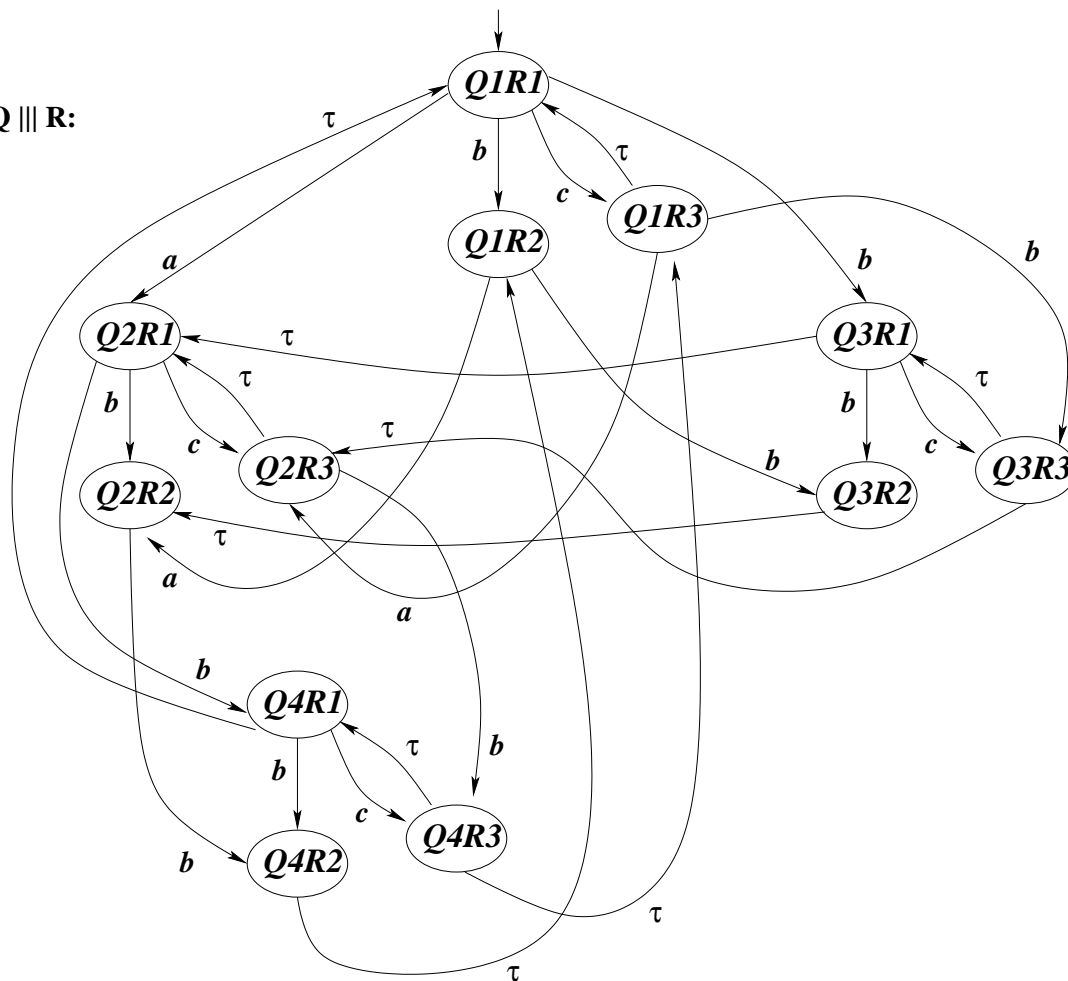 Q1R1
Q ||| R:
τ
b
τ
c
Q1R3
Q1R2
b
a
b
Q2R1
τ
Q3R1
τ
τ
b
b
c
τ
c
Q2R3
b
Q3R3
Q2R2
Q3R2
τ
a
a
b
Q4R1
τ
b
b
c
Q4R3
b
Q4R2
τ
τ